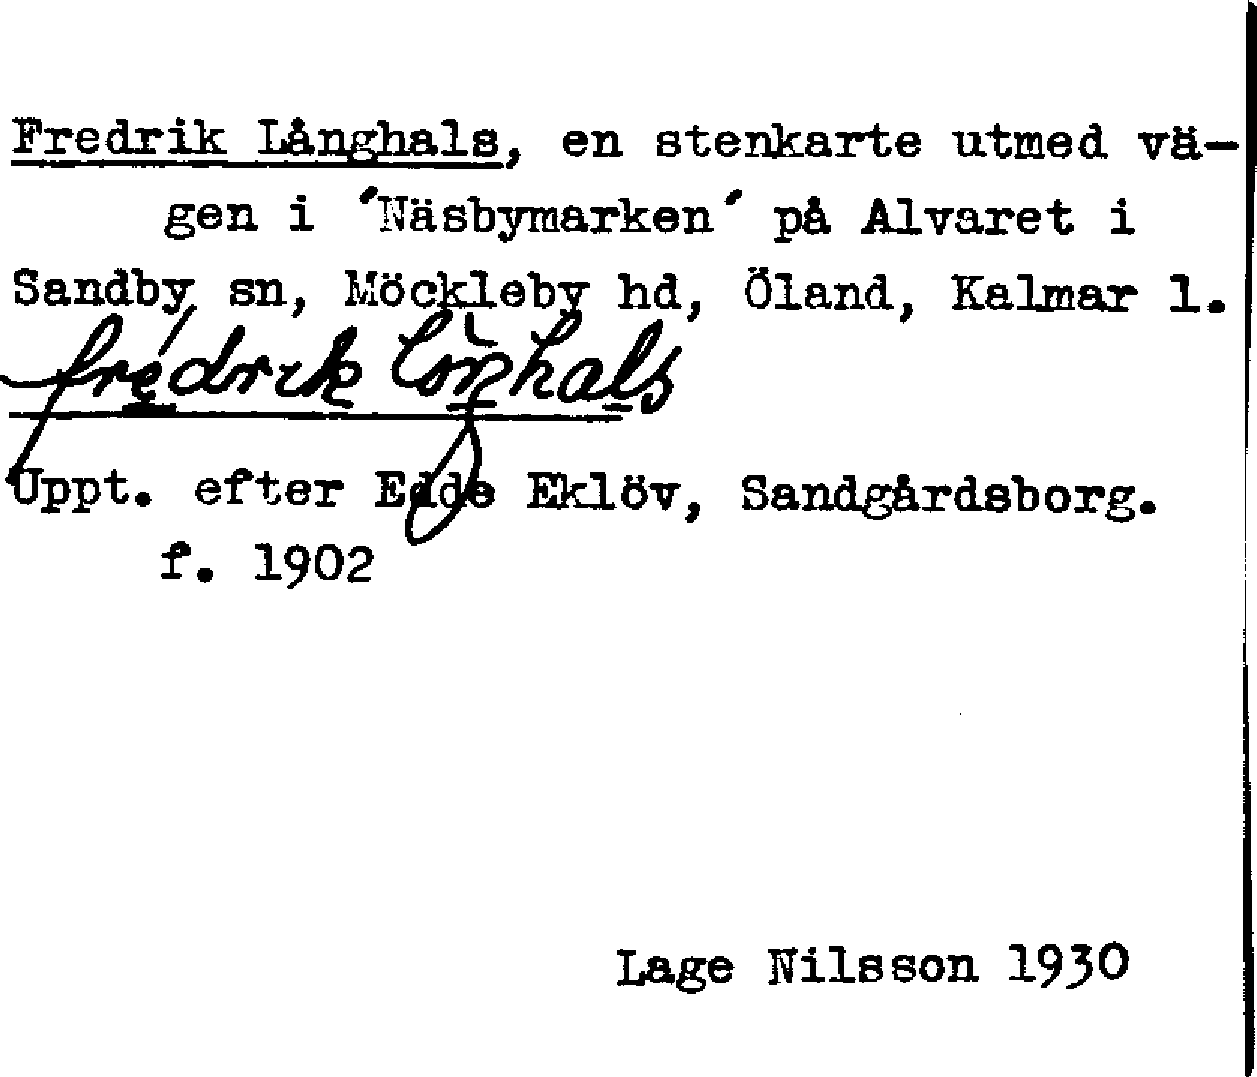 Fredrik Långhals, en stenkarte utmed vä-
gen i ´Näsbymarken´ på Alvaret i
Sandby sn, Möckleby hd, Öland, Kalmar l.
fredrik Långhals
Uppt. efter Edde Eklöv, Sandgårdsborg.
f. 1902
Lage Nilsson 1930